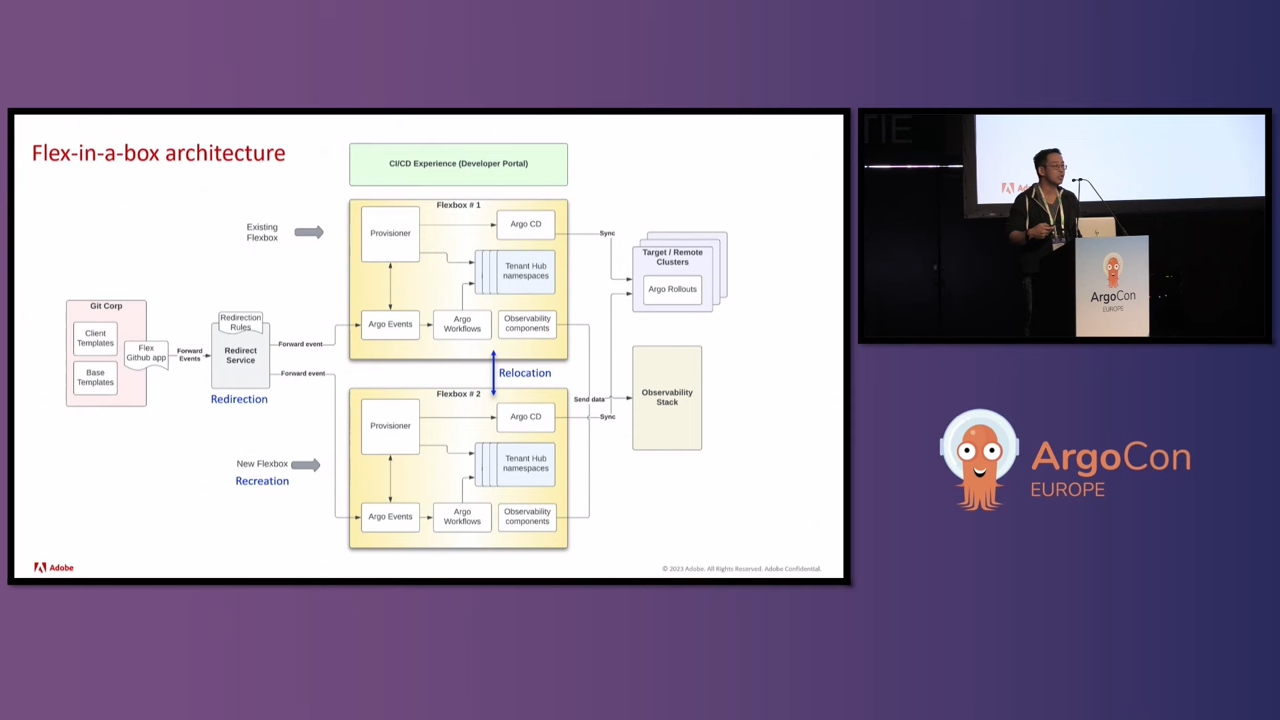 Flex-in-a-box architecture
CI/CD Experience (Developer Portal)
Existing
Flexbox
Flexbox # 1
Provisioner
Argo CD
Tenant Hub
namespaces
Argo Events
Argo
Workflows
Observability
components
Sync
Target / Remote
Clusters
Argo Rollouts
Git Corp
Client
Templates
Base
Templates
Flex
Github app
Forward
Events
Redirection
Rules
Redirect
Service
Redirection
Forward event
Forward event
Relocation
New Flexbox
Recreation
Flexbox # 2
Provisioner
Argo CD
Tenant Hub
namespaces
Argo Events
Argo
Workflows
Observability
components
Send data
Sync
Observability
Stack
Adobe
© 2023 Adobe. All Rights Reserved. Adobe Confidential.
TIE
ArgoCon
EUROPE
ArgoCon
EUROPE